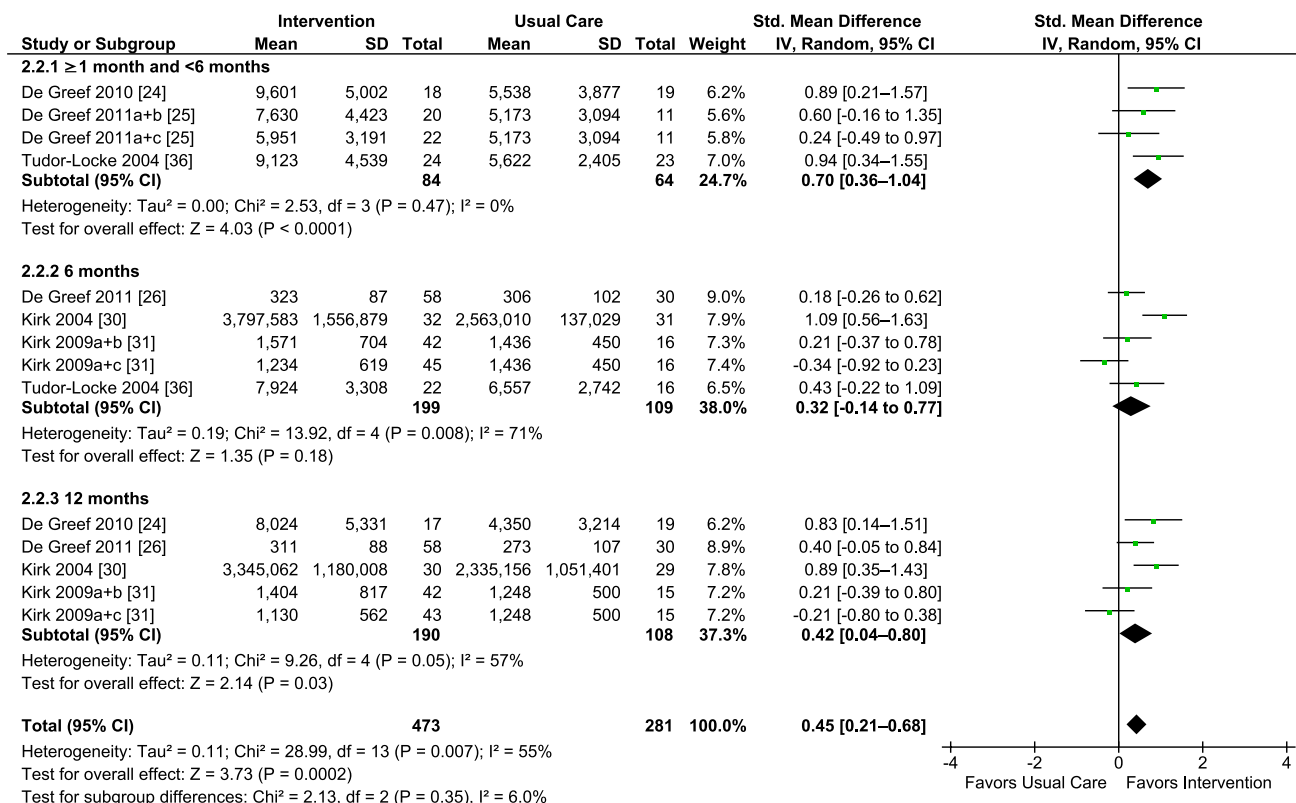 Intervention Usual Care Std. Mean Difference Std. Mean Difference
Study or Subgroup Mean SD Total Mean SD Total Weight IV, Random, 95% CI IV, Random, 95% CI
2.2.1 ≥1 month and <6 months
De Greef 2010 [24] 9,601 5,002 18 5,538 3,877 19 6.2% 0.89 [0.21–1.57]
De Greef 2011a+b [25] 7,630 4,423 20 5,173 3,094 11 5.6% 0.60 [-0.16 to 1.35]
De Greef 2011a+c [25] 5,951 3,191 22 5,173 3,094 11 5.8% 0.24 [-0.49 to 0.97]
Tudor-Locke 2004 [36] 9,123 4,539 24 5,622 2,405 23 7.0% 0.94 [0.34–1.55]
Subtotal (95% CI) 84 64 24.7% 0.70 [0.36–1.04]
Heterogeneity: Tau² = 0.00; Chi² = 2.53, df = 3 (P = 0.47); I² = 0%
Test for overall effect: Z = 4.03 (P < 0.0001)
2.2.2 6 months
De Greef 2011 [26] 323 87 58 306 102 30 9.0% 0.18 [-0.26 to 0.62]
Kirk 2004 [30] 3,797,583 1,556,879 32 2,563,010 137,029 31 7.9% 1.09 [0.56–1.63]
Kirk 2009a+b [31] 1,571 704 42 1,436 450 16 7.3% 0.21 [-0.37 to 0.78]
Kirk 2009a+c [31] 1,234 619 45 1,436 450 16 7.4% -0.34 [-0.92 to 0.23]
Tudor-Locke 2004 [36] 7,924 3,308 22 6,557 2,742 16 6.5% 0.43 [-0.22 to 1.09]
Subtotal (95% CI) 199 109 38.0% 0.32 [-0.14 to 0.77]
Heterogeneity: Tau² = 0.19; Chi² = 13.92, df = 4 (P = 0.008); I² = 71%
Test for overall effect: Z = 1.35 (P = 0.18)
2.2.3 12 months
De Greef 2010 [24] 8,024 5,331 17 4,350 3,214 19 6.2% 0.83 [0.14–1.51]
De Greef 2011 [26] 311 88 58 273 107 30 8.9% 0.40 [-0.05 to 0.84]
Kirk 2004 [30] 3,345,062 1,180,008 30 2,335,156 1,051,401 29 7.8% 0.89 [0.35–1.43]
Kirk 2009a+b [31] 1,404 817 42 1,248 500 15 7.2% 0.21 [-0.39 to 0.80]
Kirk 2009a+c [31] 1,130 562 43 1,248 500 15 7.2% -0.21 [-0.80 to 0.38]
Subtotal (95% CI) 190 108 37.3% 0.42 [0.04–0.80]
Heterogeneity: Tau² = 0.11; Chi² = 9.26, df = 4 (P = 0.05); I² = 57%
Test for overall effect: Z = 2.14 (P = 0.03)
Total (95% CI) 473 281 100.0% 0.45 [0.21–0.68]
Heterogeneity: Tau² = 0.11; Chi² = 28.99, df = 13 (P = 0.007); I² = 55%
Test for overall effect: Z = 3.73 (P = 0.0002)
Test for subgroup differences: Chi² = 2.13, df = 2 (P = 0.35), I² = 6.0%
−4 −2 0 2 4
Favors Usual Care Favors Intervention